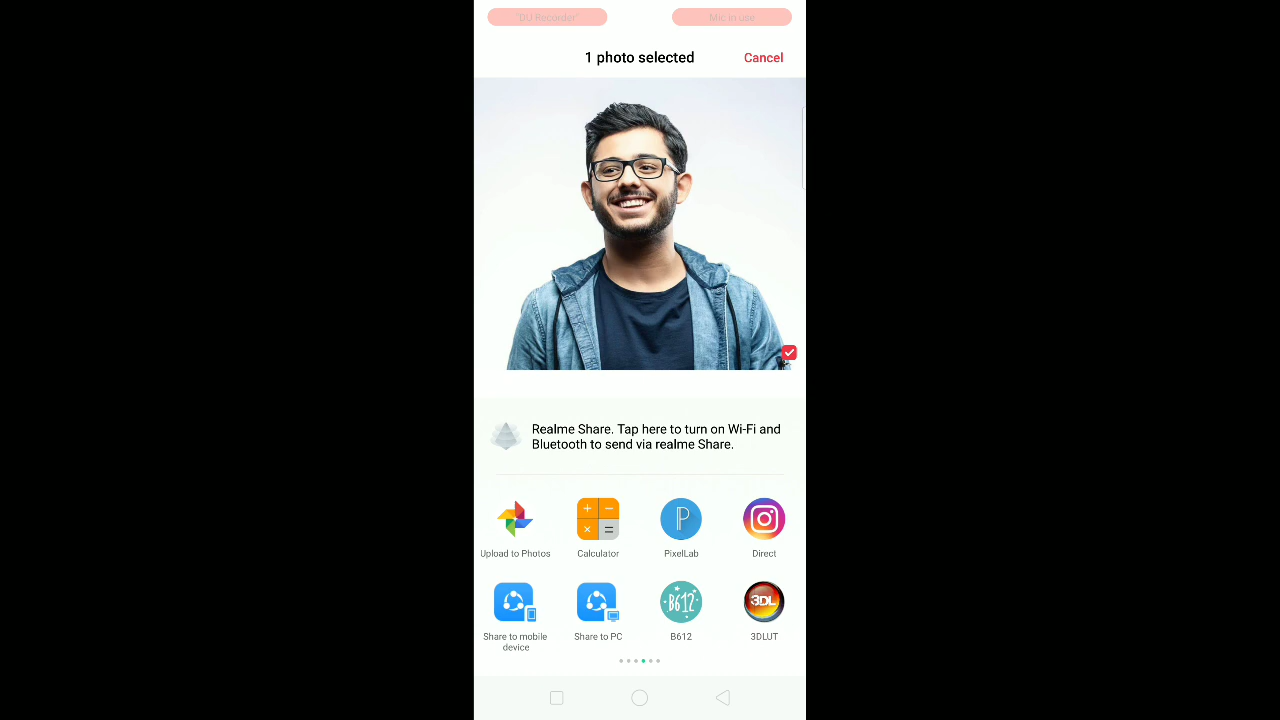 "DU Recorder"
Mic in use
1 photo selected
Cancel
Realme Share. Tap here to turn on Wi-Fi and
Bluetooth to send via realme Share.
Upload to Photos
Calculator
PixelLab
Direct
B612
3DL
Share to mobile
device
Share to PC
B612
3DLUT